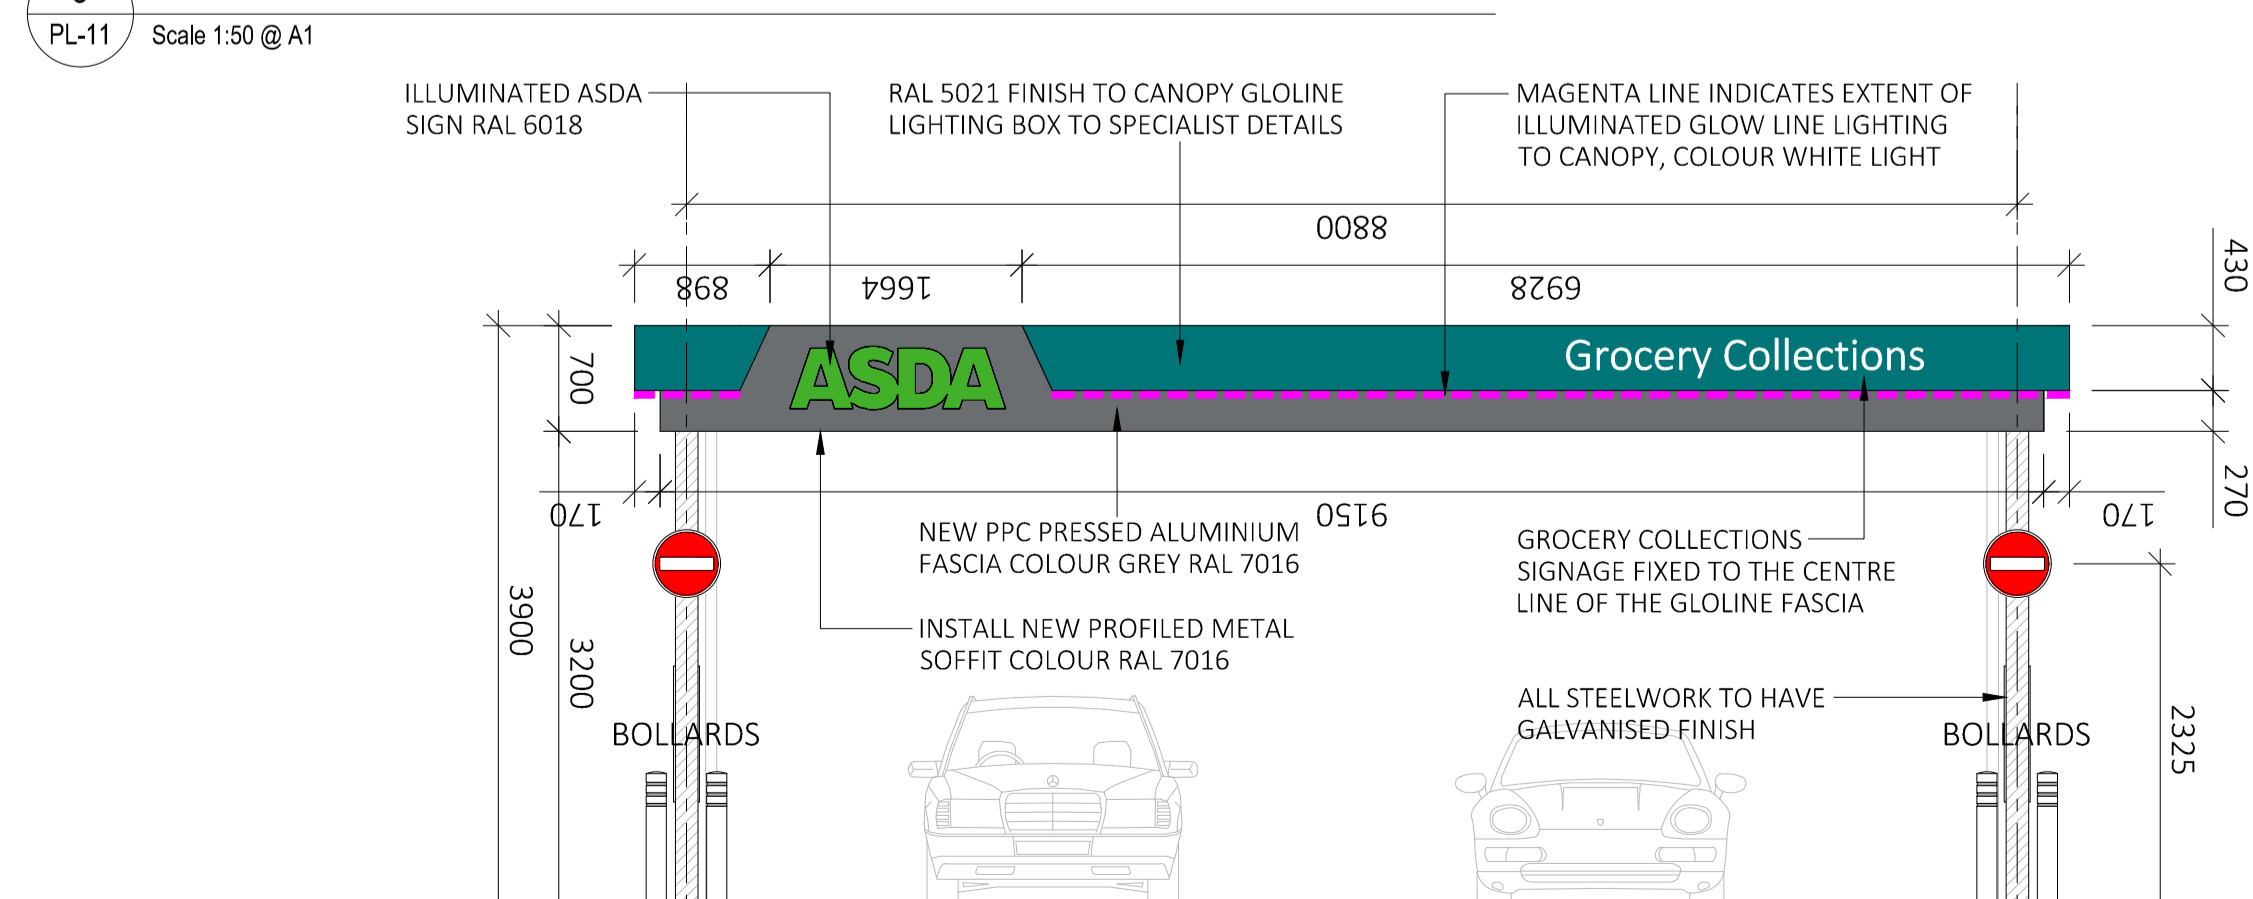 PL-11
Scale 1:50 @ A1
ILLUMINATED ASDA
SIGN RAL 6018
RAL 5021 FINISH TO CANOPY GLOLINE
LIGHTING BOX TO SPECIALIST DETAILS
MAGENTA LINE INDICATES EXTENT OF
ILLUMINATED GLOW LINE LIGHTING
TO CANOPY, COLOUR WHITE LIGHT
8800
898
1664
6928
430
700
ASDA
Grocery Collections
270
170
9150
170
NEW PPC PRESSED ALUMINIUM
FASCIA COLOUR GREY RAL 7016
GROCERY COLLECTIONS
SIGNAGE FIXED TO THE CENTRE
LINE OF THE GLOLINE FASCIA
3900
3200
INSTALL NEW PROFILED METAL
SOFFIT COLOUR RAL 7016
ALL STEELWORK TO HAVE
GALVANISED FINISH
BOLLARDS
BOLLARDS
2325